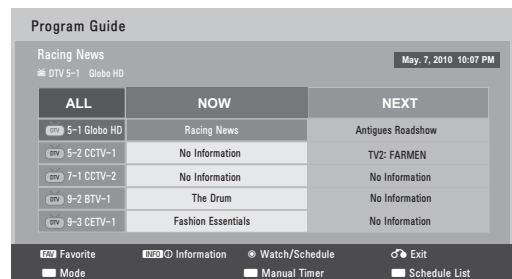 Program Guide
Racing News
May. 7, 2010 10:07 PM
DTV 5-1 Globo HD
ALL NOW NEXT
DTV 5-1 Globo HD Racing News Antigues Roadshow
DTV 5-2 CCTV-1 No Information TV2: FARMEN
DTV 7-1 CCTV-2 No Information No Information
DTV 9-2 BTV-1 The Drum No Information
DTV 9-3 CETV-1 Fashion Essentials No Information
FAV Favorite INFO i Information Watch/Schedule Exit
Mode Manual Timer Schedule List